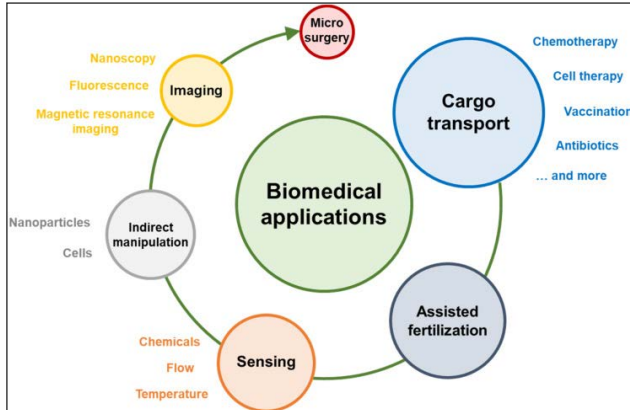 Micro
surgery
Nanoscopy
Fluorescence
Magnetic resonance
imaging
Imaging
Chemotherapy
Cell therapy
Vaccination
Antibiotics
... and more
Cargo
transport
Biomedical
applications
Nanoparticles
Cells
Indirect
manipulation
Assisted
fertilization
Chemicals
Flow
Temperature
Sensing